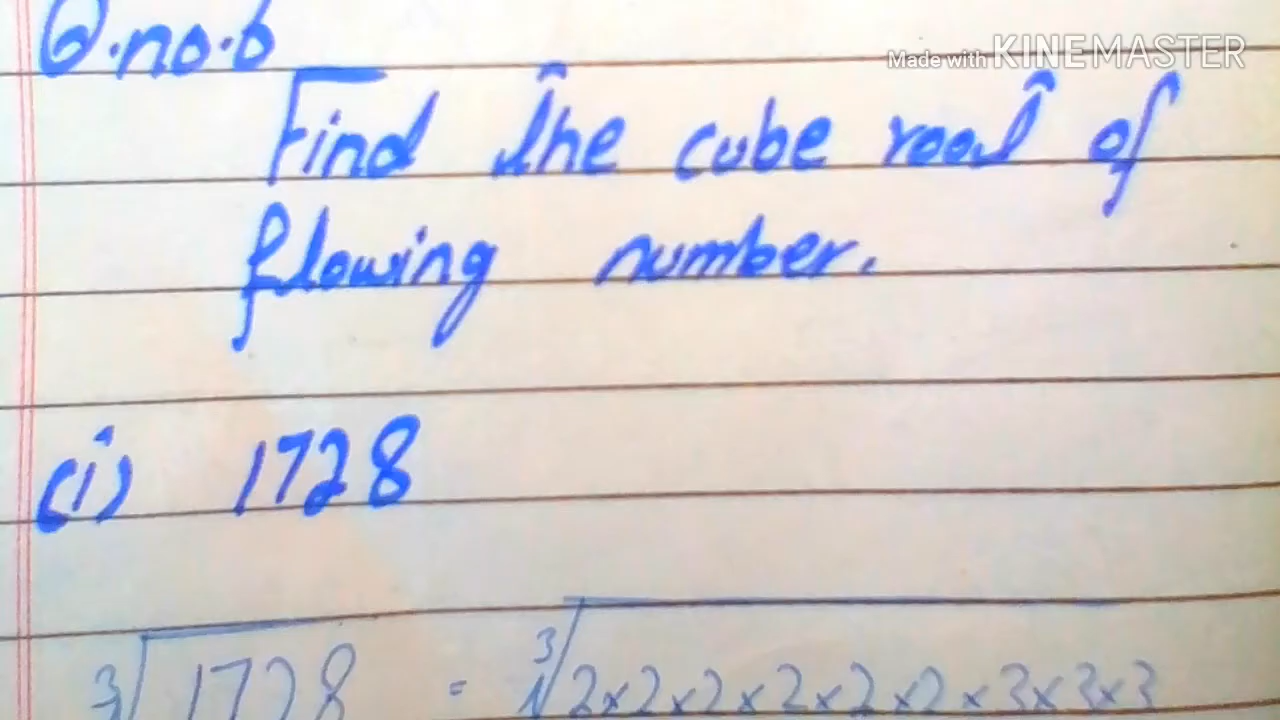 Q.no.6
Made with KINEMASTER
Find the cube root of
flowing number.
(i) 1728
∛1728 = ∛2×2×2×2×2×2×3×3×3